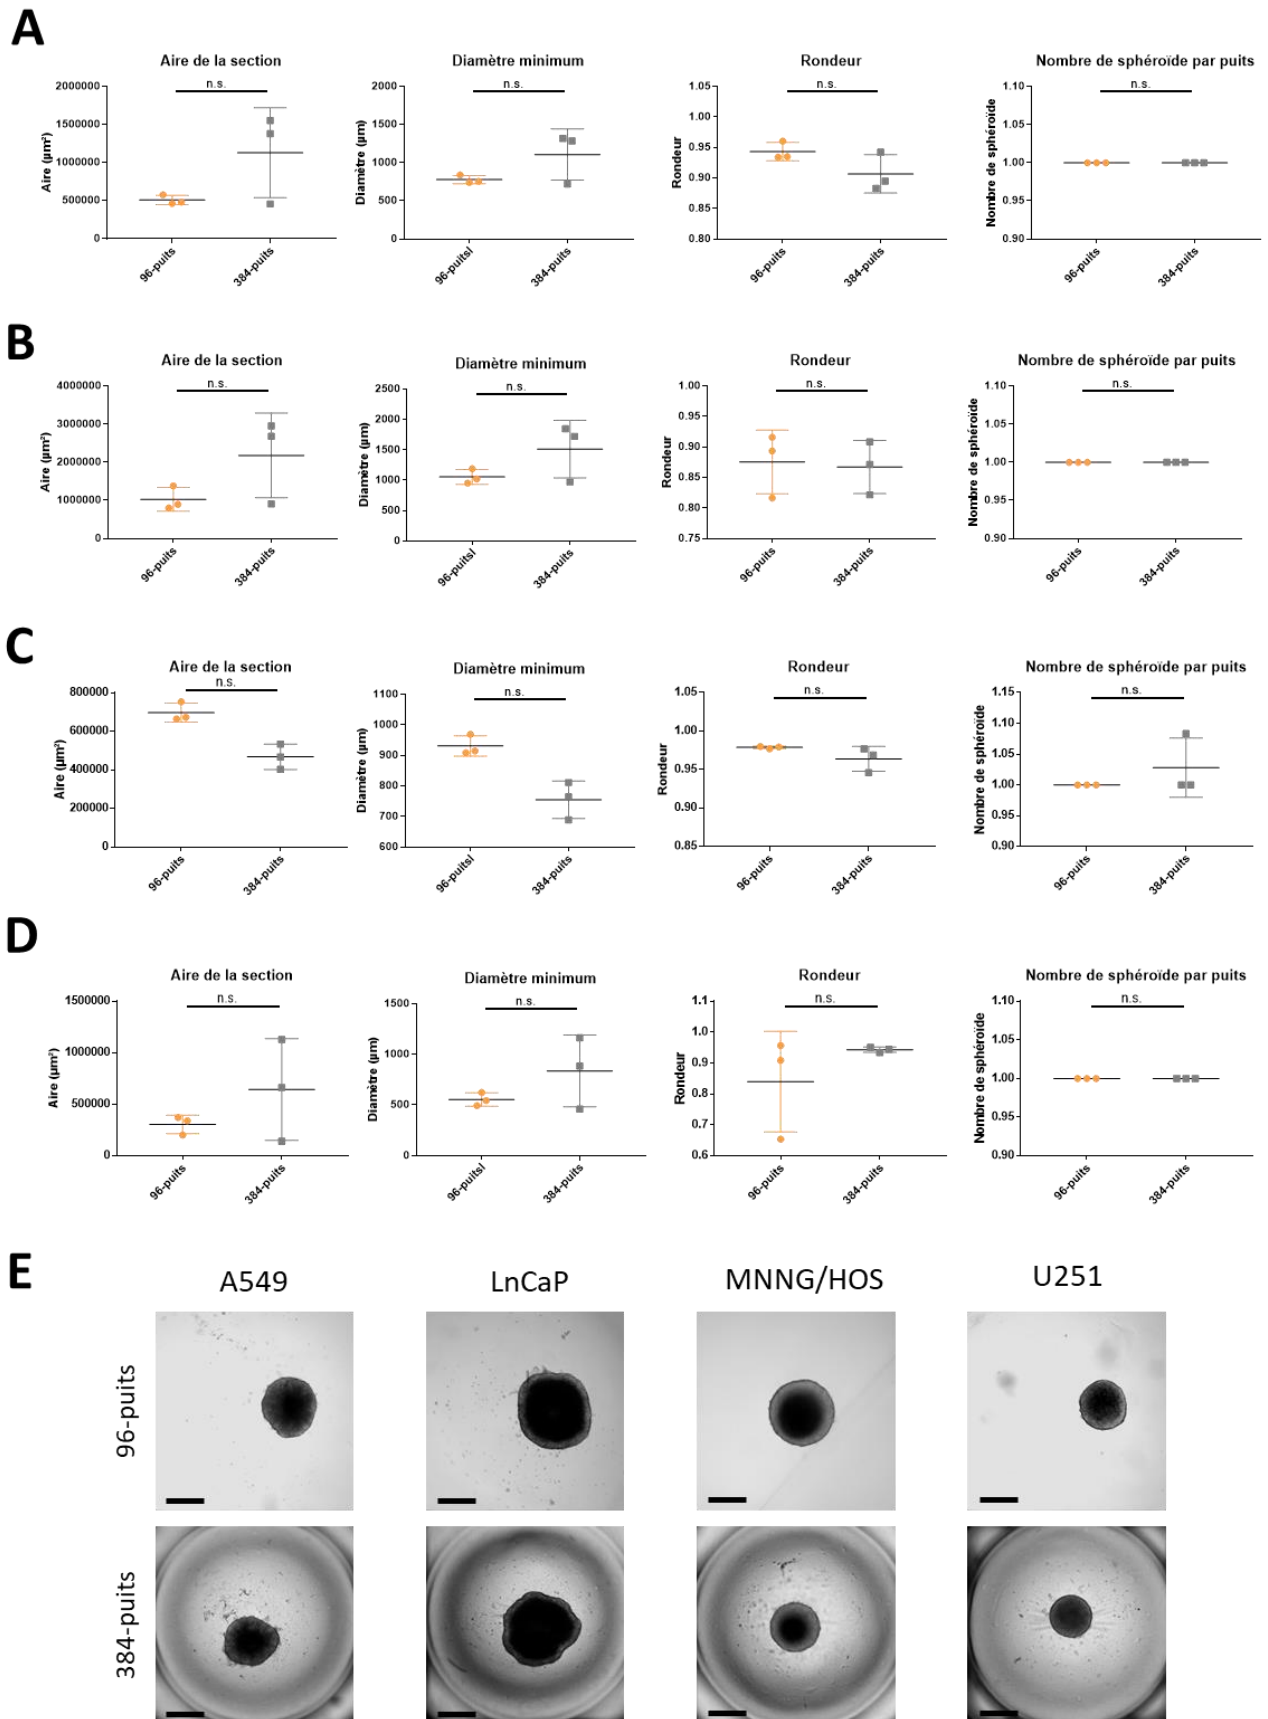 A
Aire de la section
n.s.
2000000
1500000
1000000
500000
0
Aire (µm²)
96-puits
384-puits
Diamètre minimum
n.s.
2000
1500
1000
500
0
Diamètre (µm)
96-puitsl
384-puits
Rondeur
n.s.
1.05
1.00
0.95
0.90
0.85
0.80
Rondeur
96-puits
384-puits
Nombre de sphéroïde par puits
n.s.
1.10
1.05
1.00
0.95
0.90
Nombre de sphéroïde
96-puits
384-puits
B
Aire de la section
n.s.
4000000
3000000
2000000
1000000
0
Aire (µm²)
96-puits
384-puits
Diamètre minimum
n.s.
2500
2000
1500
1000
500
0
Diamètre (µm)
96-puitsl
384-puits
Rondeur
n.s.
1.00
0.95
0.90
0.85
0.80
0.75
Rondeur
96-puits
384-puits
Nombre de sphéroïde par puits
n.s.
1.10
1.05
1.00
0.95
0.90
Nombre de sphéroïde
96-puits
384-puits
C
Aire de la section
n.s.
800000
600000
400000
200000
0
Aire (µm²)
96-puits
384-puits
Diamètre minimum
n.s.
1100
1000
900
800
700
600
Diamètre (µm)
96-puitsl
384-puits
Rondeur
n.s.
1.05
1.00
0.95
0.90
0.85
Rondeur
96-puits
384-puits
Nombre de sphéroïde par puits
n.s.
1.15
1.10
1.05
1.00
0.95
0.90
Nombre de sphéroïde
96-puits
384-puits
D
Aire de la section
n.s.
1500000
1000000
500000
0
Aire (µm²)
96-puits
384-puits
Diamètre minimum
n.s.
1500
1000
500
0
Diamètre (µm)
96-puitsl
384-puits
Rondeur
n.s.
1.1
1.0
0.9
0.8
0.7
0.6
Rondeur
96-puits
384-puits
Nombre de sphéroïde par puits
n.s.
1.10
1.05
1.00
0.95
0.90
Nombre de sphéroïde
96-puits
384-puits
E
A549
LnCaP
MNNG/HOS
U251
96-puits
384-puits